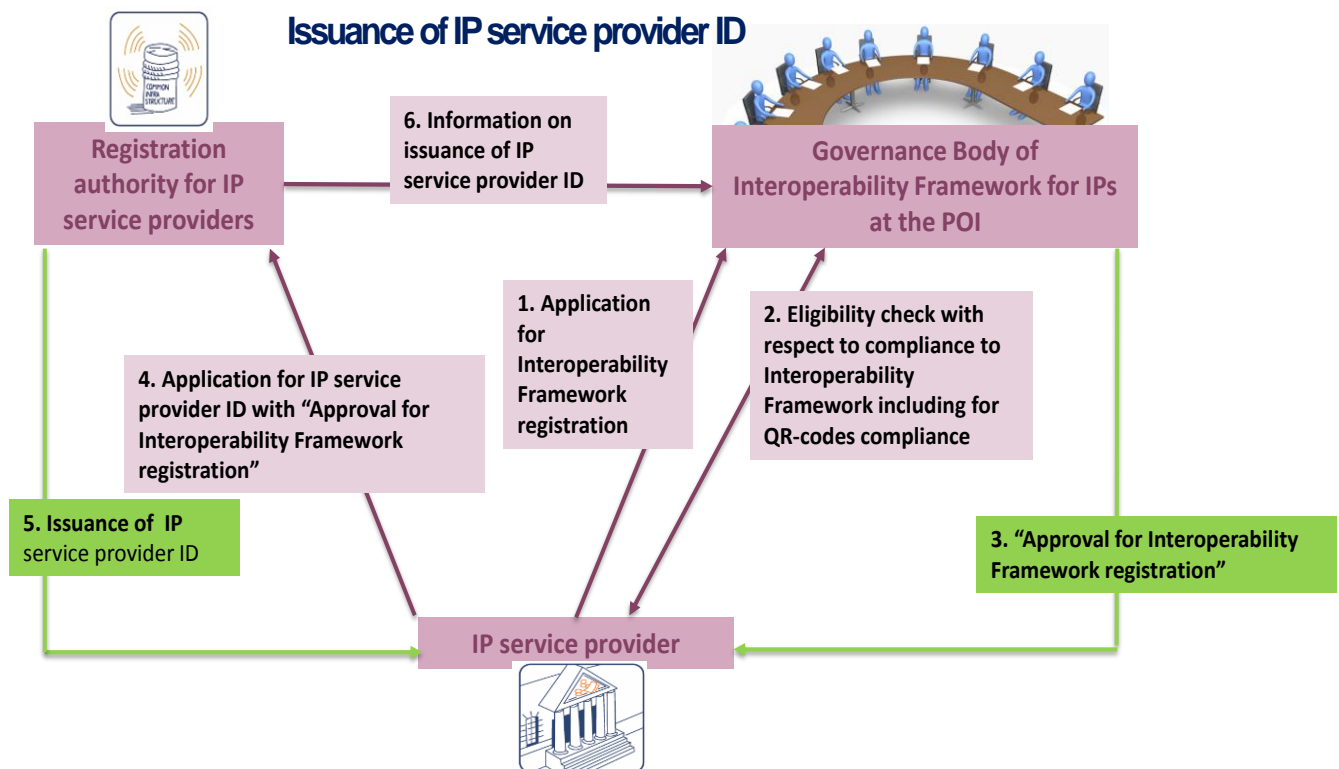 Issuance of IP service provider ID
COMMON
INFRA
STRUCTURE
Registration
authority for IP
service providers
6. Information on
issuance of IP
service provider ID
Governance Body of
Interoperability Framework for IPs
at the POI
1. Application
for
Interoperability
Framework
registration
2. Eligibility check with
respect to compliance to
Interoperability
Framework including for
QR-codes compliance
4. Application for IP service
provider ID with “Approval for
Interoperability Framework
registration”
5. Issuance of IP
service provider ID
3. “Approval for Interoperability
Framework registration”
IP service provider